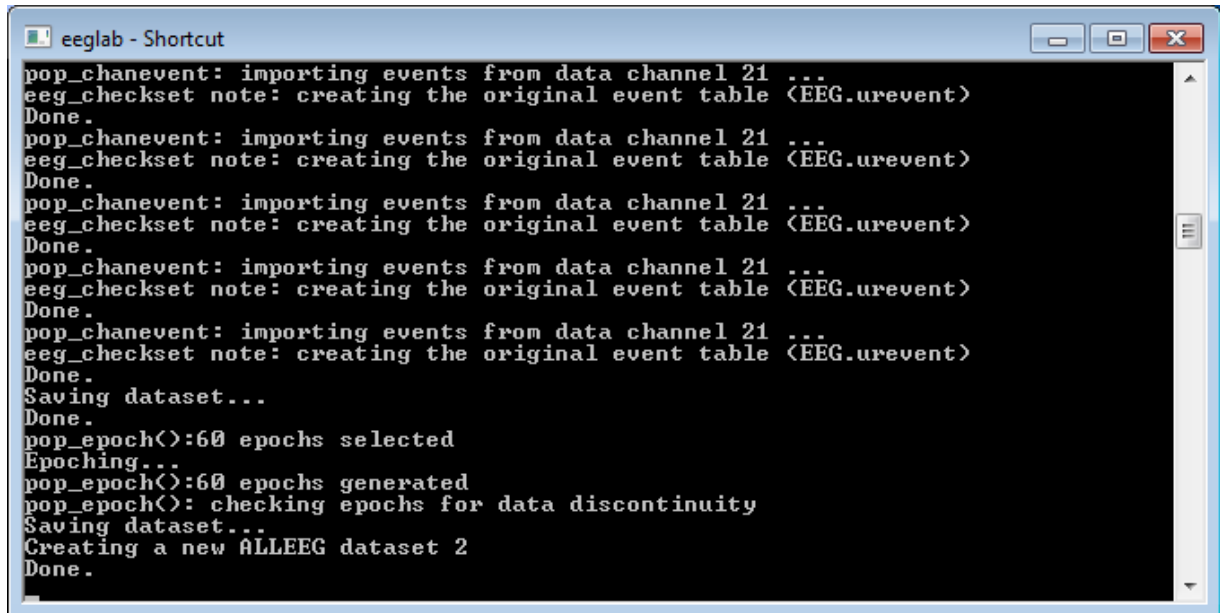 eeglab - Shortcut
pop_chanevent: importing events from data channel 21 ...
eeg_checkset note: creating the original event table (EEG.urevent)
Done.
pop_chanevent: importing events from data channel 21 ...
eeg_checkset note: creating the original event table (EEG.urevent)
Done.
pop_chanevent: importing events from data channel 21 ...
eeg_checkset note: creating the original event table (EEG.urevent)
Done.
pop_chanevent: importing events from data channel 21 ...
eeg_checkset note: creating the original event table (EEG.urevent)
Done.
pop_chanevent: importing events from data channel 21 ...
eeg_checkset note: creating the original event table (EEG.urevent)
Done.
Saving dataset...
Done.
pop_epoch():60 epochs selected
Epoching...
pop_epoch():60 epochs generated
pop_epoch(): checking epochs for data discontinuity
Saving dataset...
Creating a new ALLEEG dataset 2
Done.